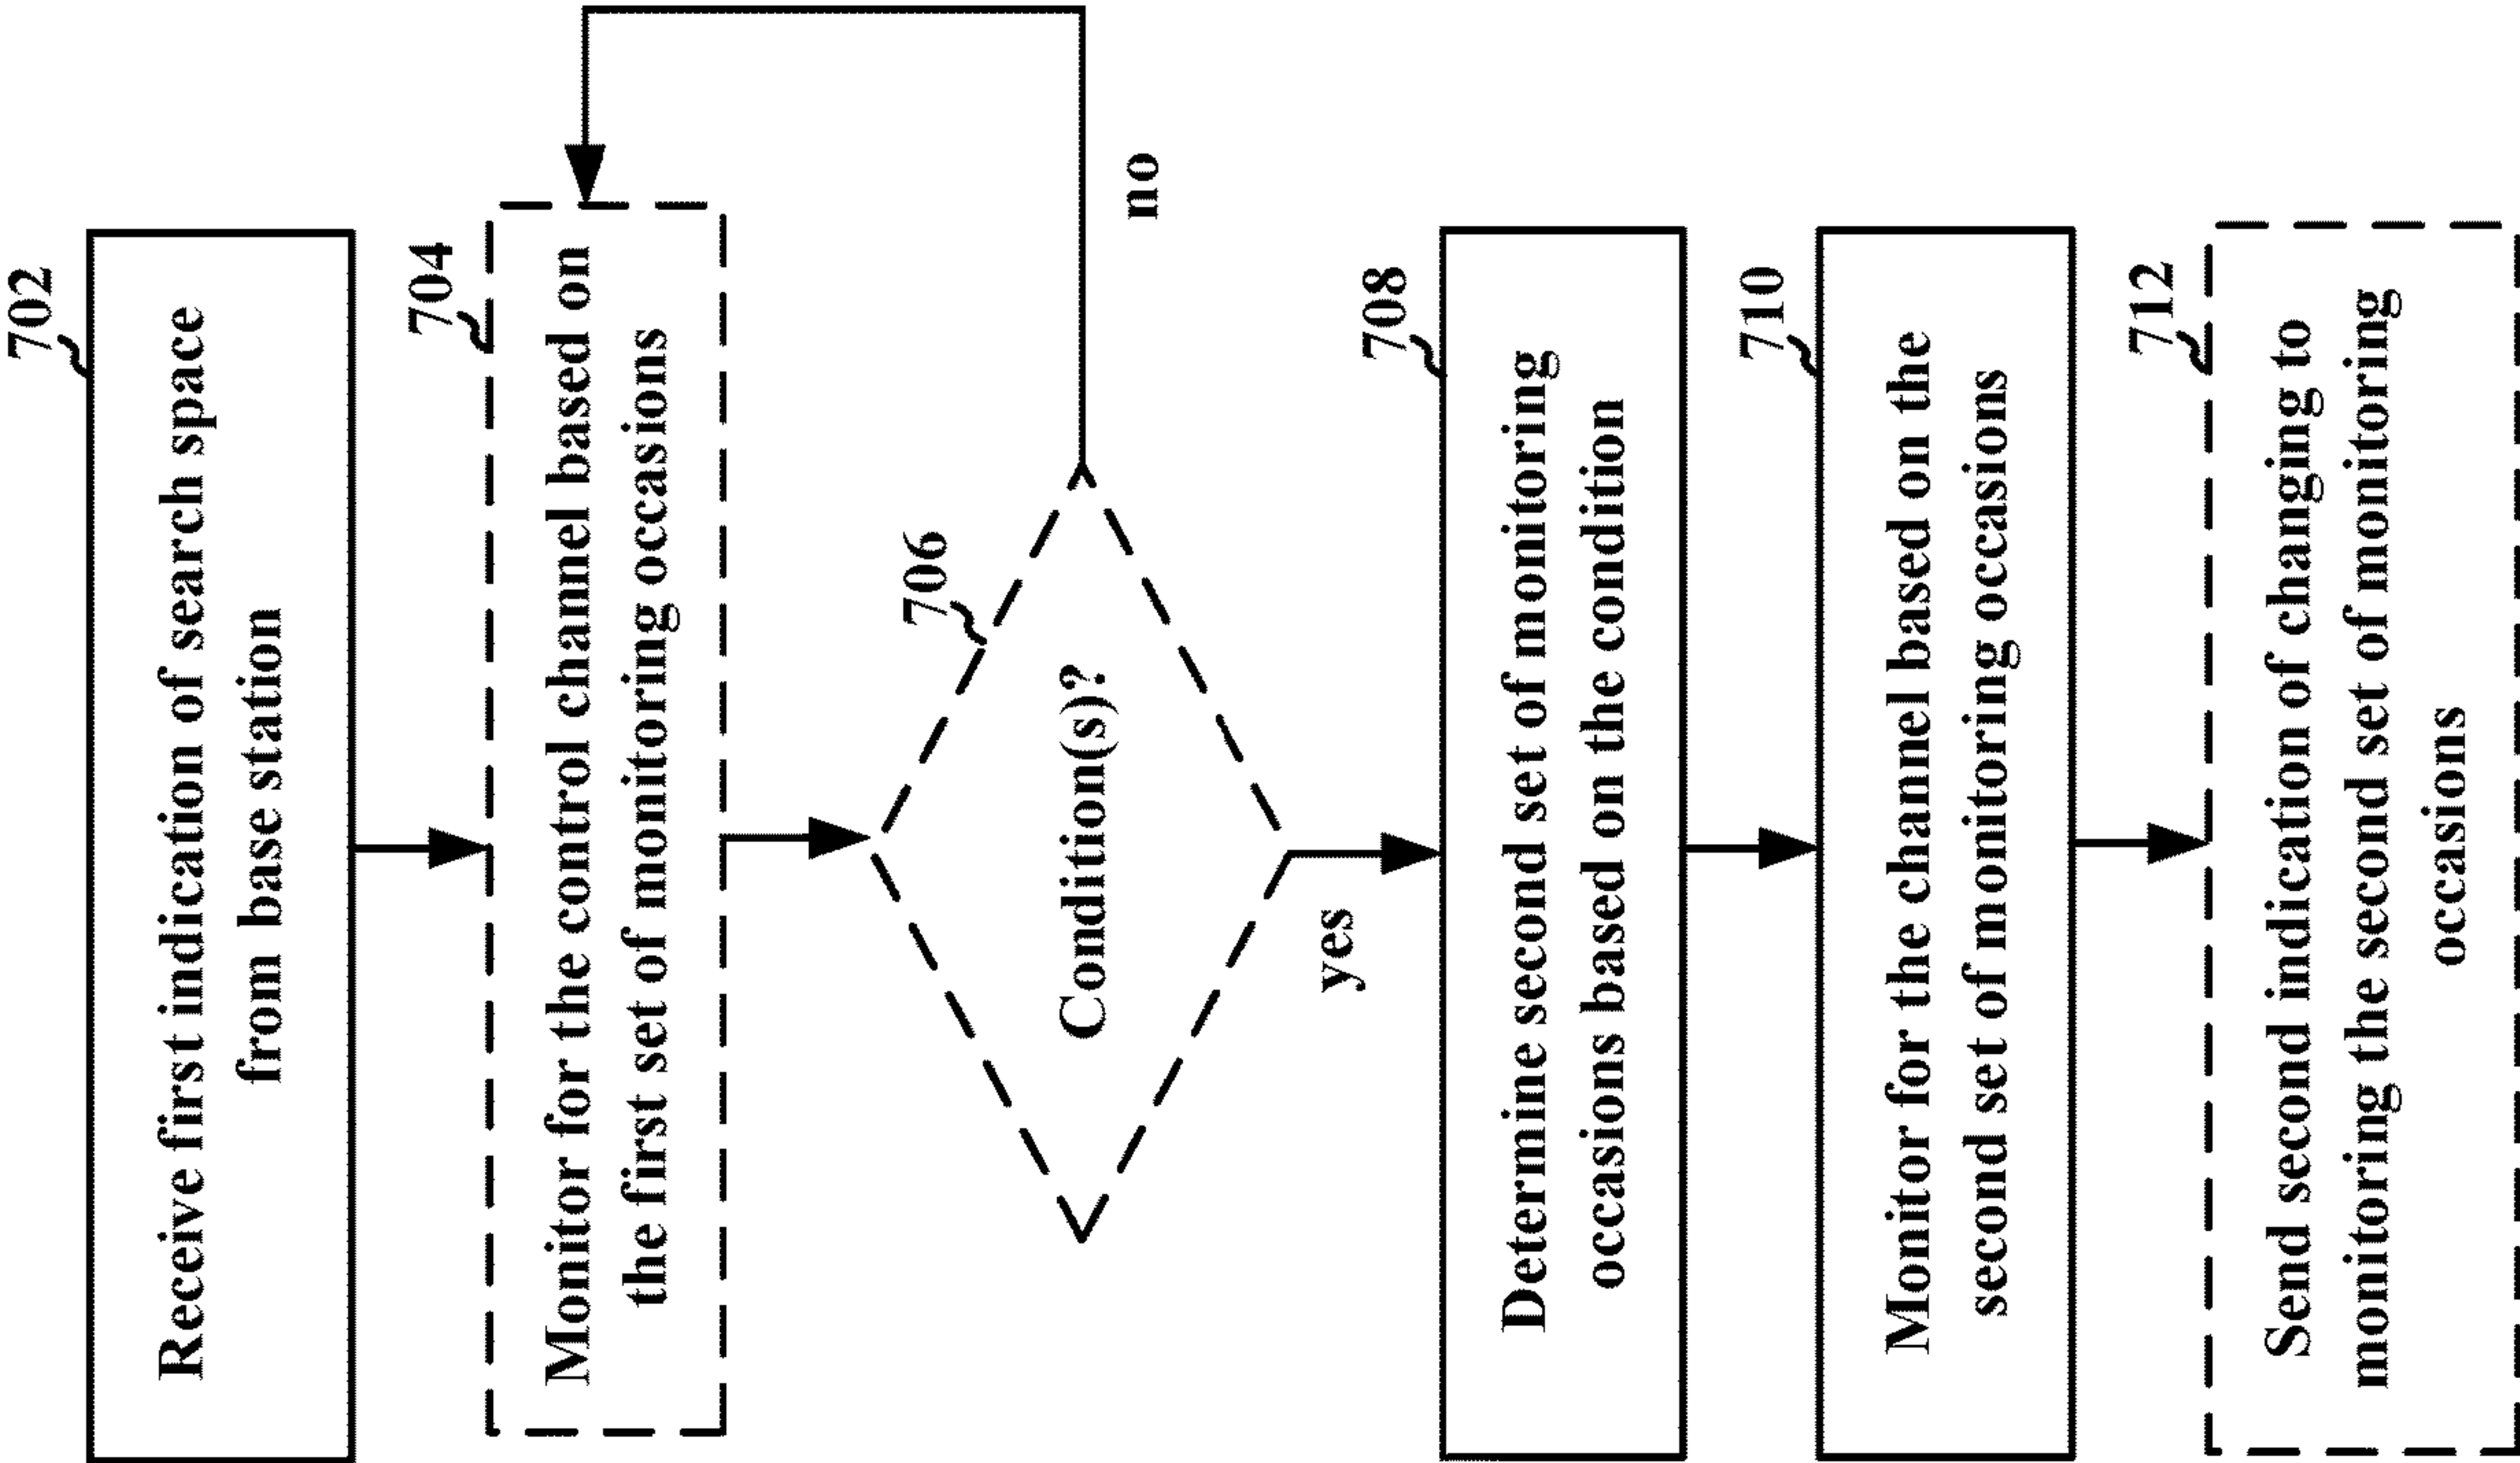 702
Receive first indication of search space
from base station
704
Monitor for the control channel based on
the first set of monitoring occasions
706
Condition(s)?
no
yes
708
Determine second set of monitoring
occasions based on the condition
710
Monitor for the channel based on the
second set of monitoring occasions
712
Send second indication of changing to
monitoring the second set of monitoring
occasions